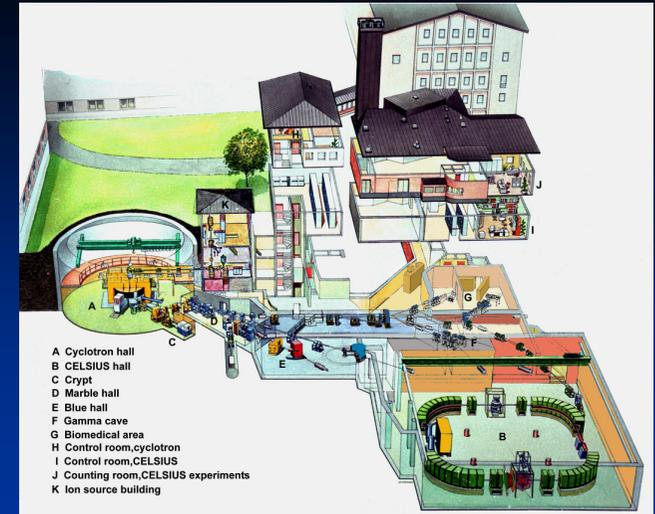 K
H
J
I
G
A
D
F
C
E
B
A Cyclotron hall
B CELSIUS hall
C Crypt
D Marble hall
E Blue hall
F Gamma cave
G Biomedical area
H Control room,cyclotron
I Control room,CELSIUS
J Counting room,CELSIUS experiments
K Ion source building